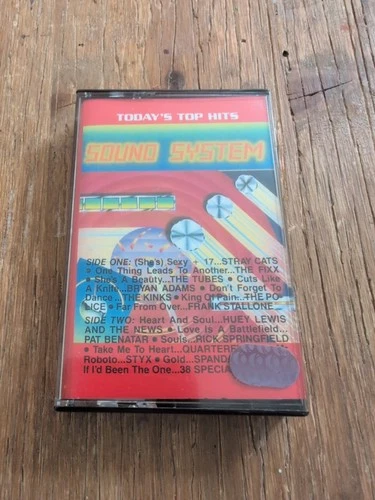 TODAY'S TOP HITS
SOUND SYSTEM
SIDE ONE: (She's) Sexy + 17...STRAY CATS
• One Thing Leads To Another...THE FIXX
• She's A Beauty...THE TUBES • Cuts Like
A Knife...BRYAN ADAMS • Don't Forget To
Dance...THE KINKS • King Of Pain...THE PO
LICE • Far From Over...FRANK STALLONE
SIDE TWO: Heart And Soul...HUEY LEWIS
AND THE NEWS • Love Is A Battlefield...
PAT BENATAR • Souls...RICK SPRINGFIELD
• Take Me To Heart...QUARTERF
Roboto...STYX • Gold...SPAND
If I'd Been The One...38 SPECIA